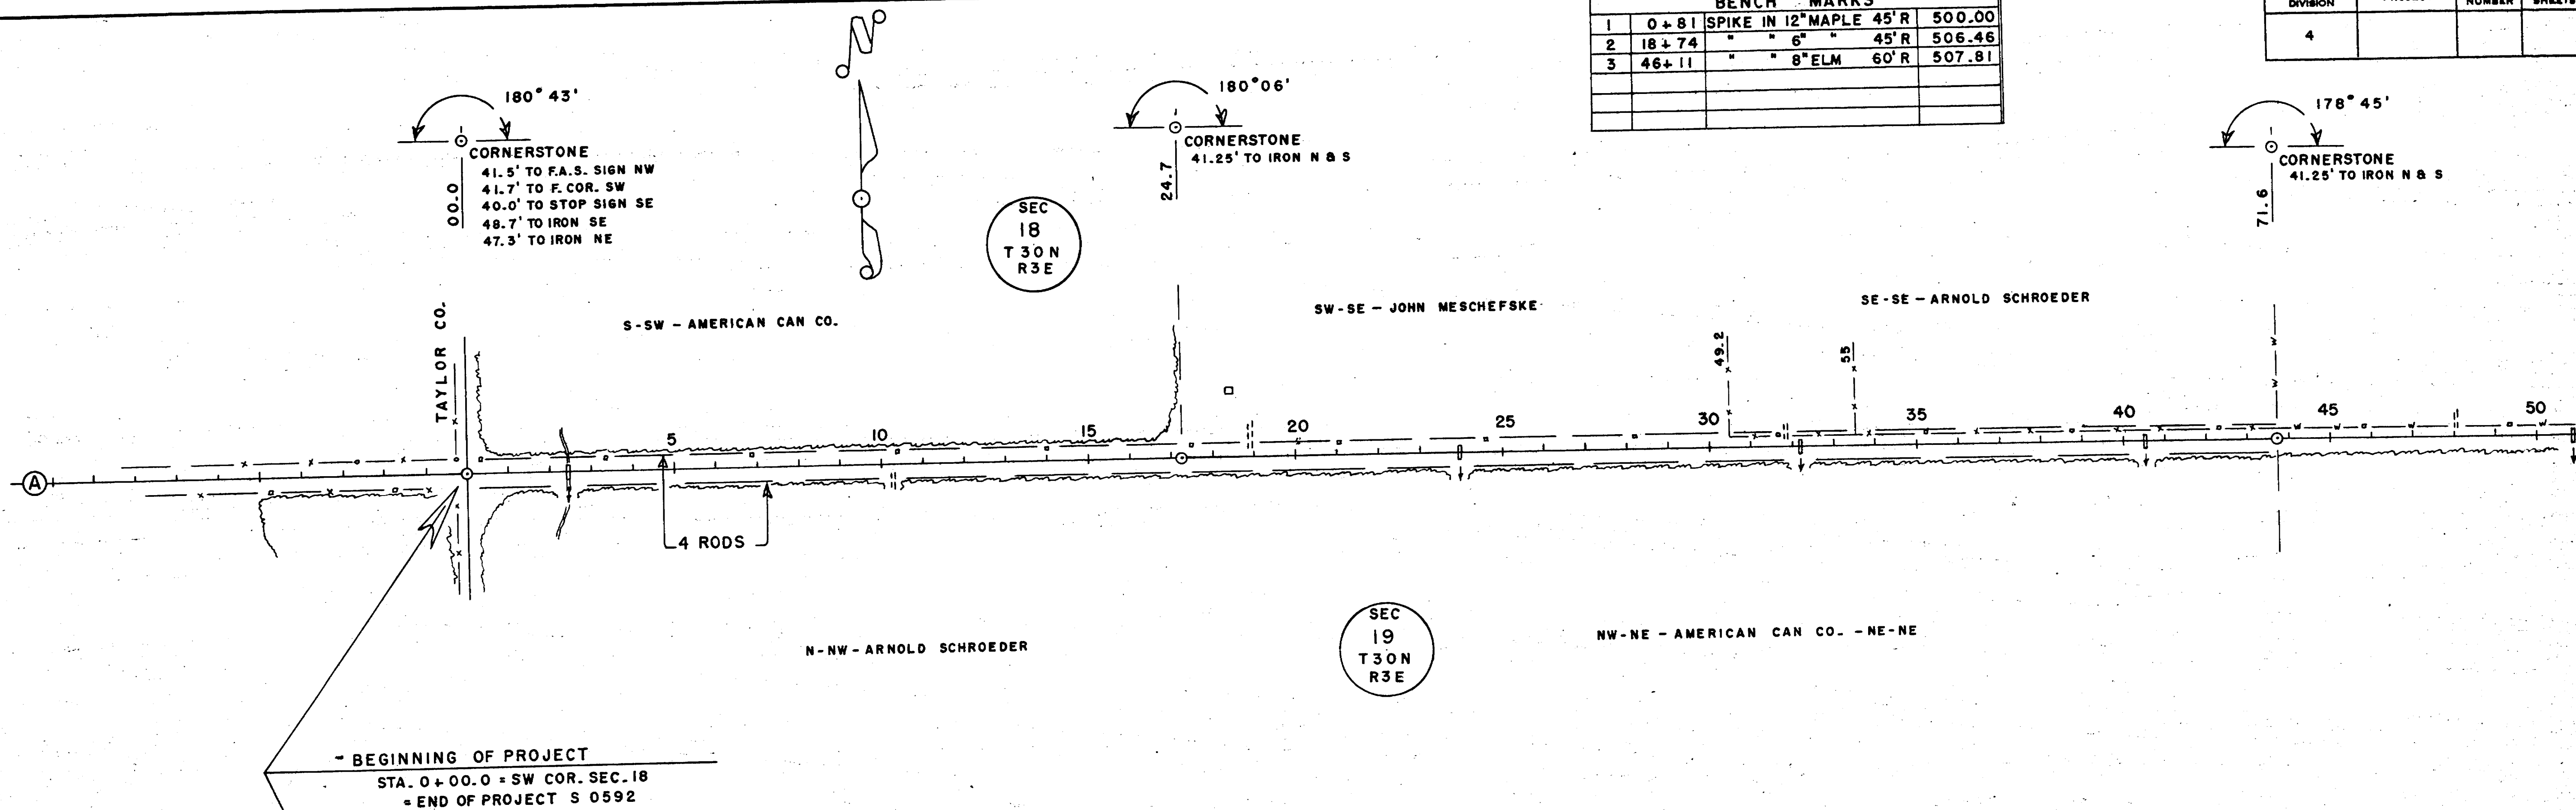 BENCH MARKS
1 0+81 SPIKE IN 12" MAPLE 45'R 500.00
2 18+74 " " 6" " 45'R 506.46
3 46+11 " " 8" ELM 60'R 507.81
DIVISION NUMBER SHEETS
4
N
180° 43'
CORNERSTONE
41.5' TO F.A.S. SIGN NW
41.7' TO F. COR. SW
40.0' TO STOP SIGN SE
48.7' TO IRON SE
47.3' TO IRON NE
00.0
180° 06'
CORNERSTONE
41.25' TO IRON N & S
24.7
178° 45'
CORNERSTONE
41.25' TO IRON N & S
71.6
SEC
18
T 30 N
R3E
TAYLOR CO.
S-SW - AMERICAN CAN CO.
SW-SE - JOHN MESCHEFSKE
SE-SE - ARNOLD SCHROEDER
49.2
55
A
5 10 15 20 25 30 35 40 45 50
4 RODS
N-NW - ARNOLD SCHROEDER
SEC
19
T30N
R3E
NW-NE - AMERICAN CAN CO. - NE-NE
BEGINNING OF PROJECT
STA. 0+00.0 = SW COR. SEC. 18
= END OF PROJECT S 0592